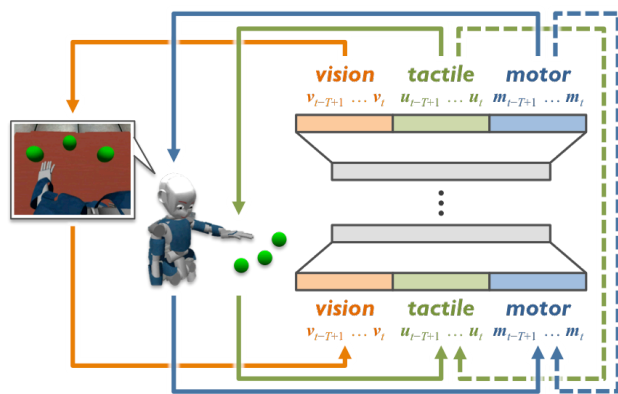 vision tactile motor
v_{t−T+1} … v_t u_{t−T+1} … u_t m_{t−T+1} … m_t
vision tactile motor
v_{t−T+1} … v_t u_{t−T+1} … u_t m_{t−T+1} … m_t